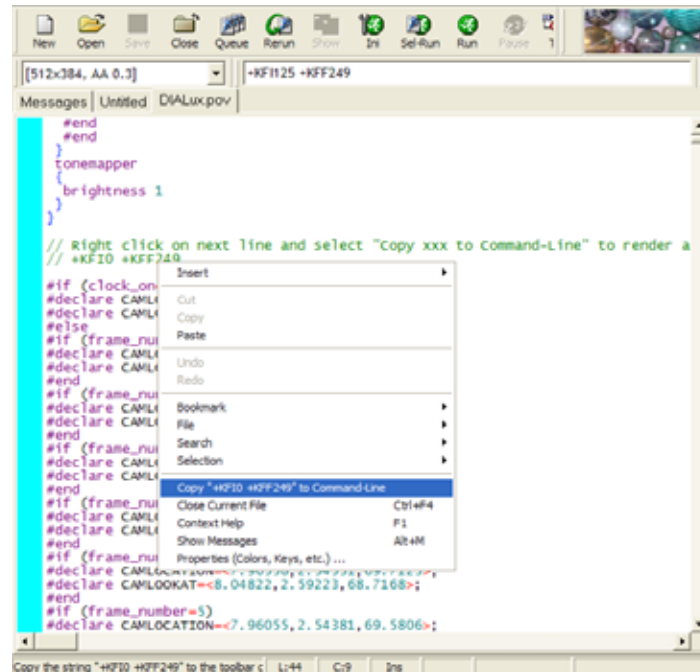 New Open Save Close Queue Rerun Show Ini Sel-Run Run Pause
[512x384, AA 0.3] +KFI125 +KFF249
Messages Untitled DIALux.pov
#end
#end
}
tonemapper
{
brightness 1
}
}
// Right click on next line and select "Copy xxx to Command-Line" to render a
// +KFI0 +KFF249
#if (clock_on
#declare CAML
#declare CAML
#else
#if (frame_nu
#declare CAML
#declare CAML
#end
#if (frame_nu
#declare CAML
#declare CAML
#end
#if (frame_nu
#declare CAML
#declare CAML
#end
#if (frame_nu
#declare CAML
#declare CAML
#end
#if (frame_nu
#declare CAMLOCATION=
#declare CAMLOOKAT=<8.04822,2.59223,68.7168>;
#end
#if (frame_number=5)
#declare CAMLOCATION=<7.96055,2.54381,69.5806>;
Insert
Cut
Copy
Paste
Undo
Redo
Bookmark
File
Search
Selection
Copy "+KFI0 +KFF249" to Command-Line
Close Current File Ctrl+F4
Context Help F1
Show Messages Alt+M
Properties (Colors, Keys, etc.) ...
Copy the string "+KFI0 +KFF249" to the toolbar c L:44 C:9 Ins